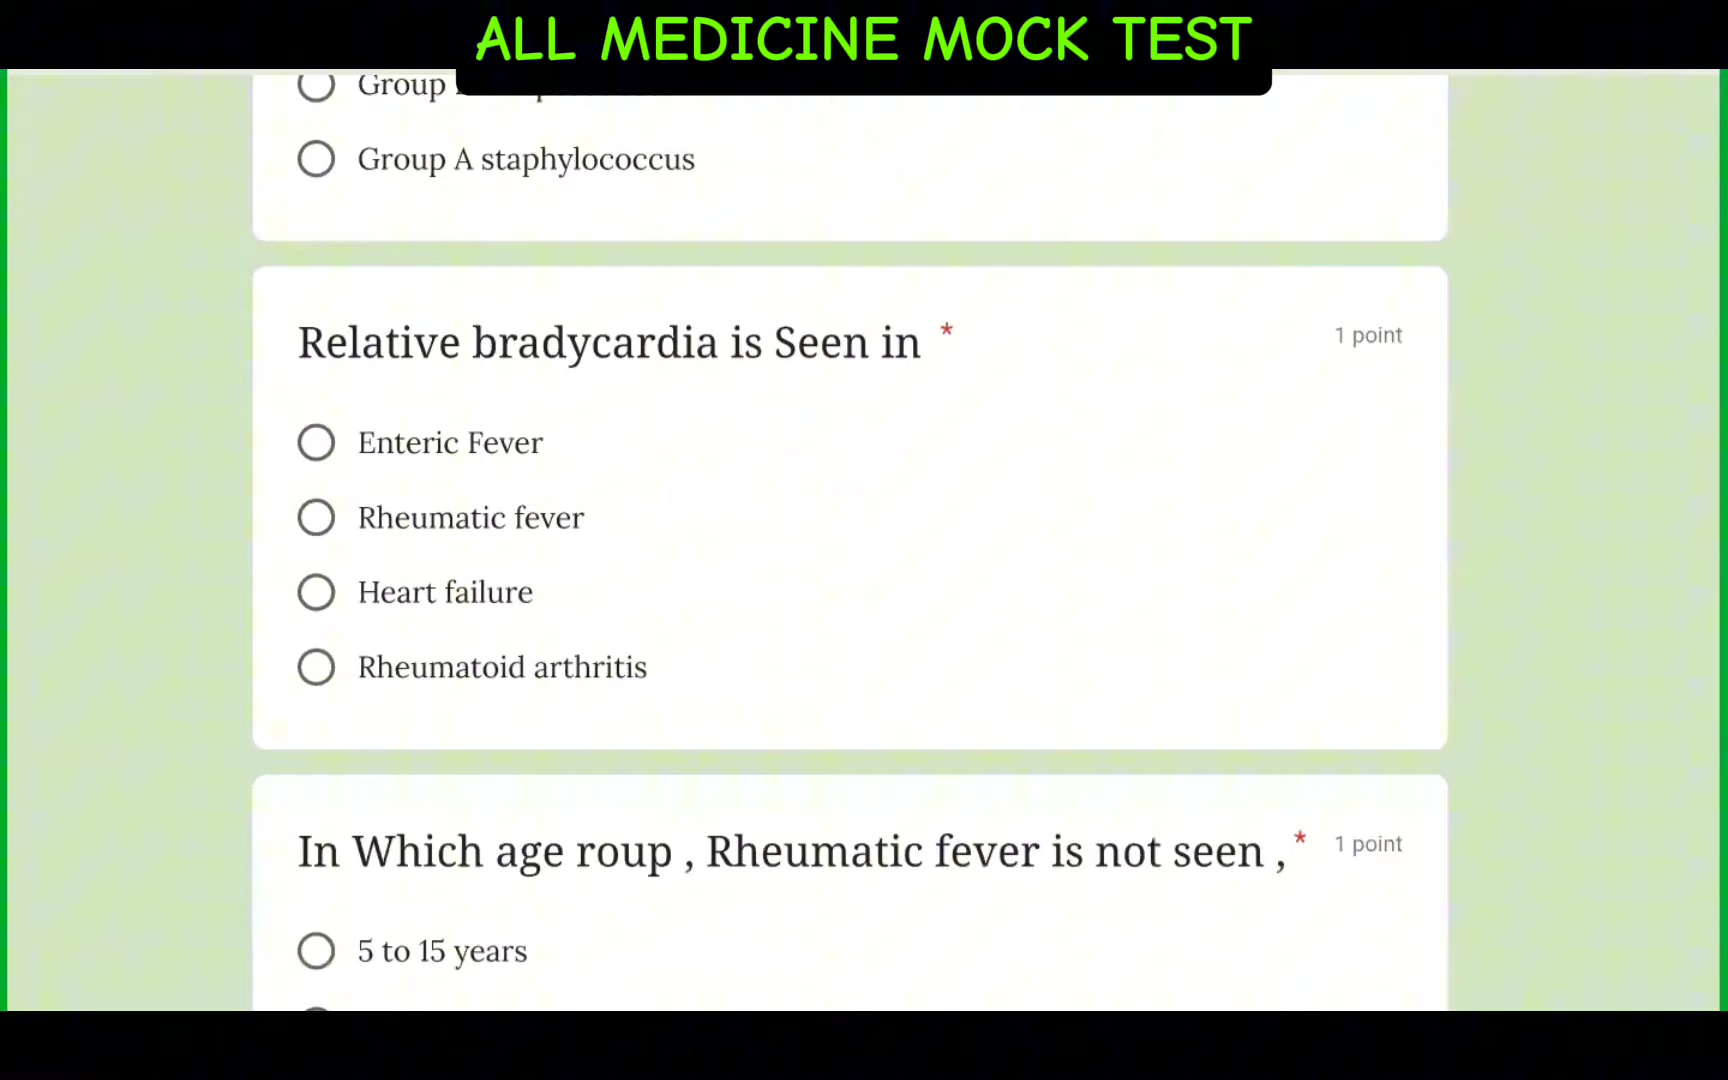 ALL MEDICINE MOCK TEST
Group
Group A staphylococcus
Relative bradycardia is Seen in *
1 point
Enteric Fever
Rheumatic fever
Heart failure
Rheumatoid arthritis
In Which age roup , Rheumatic fever is not seen , *
1 point
5 to 15 years